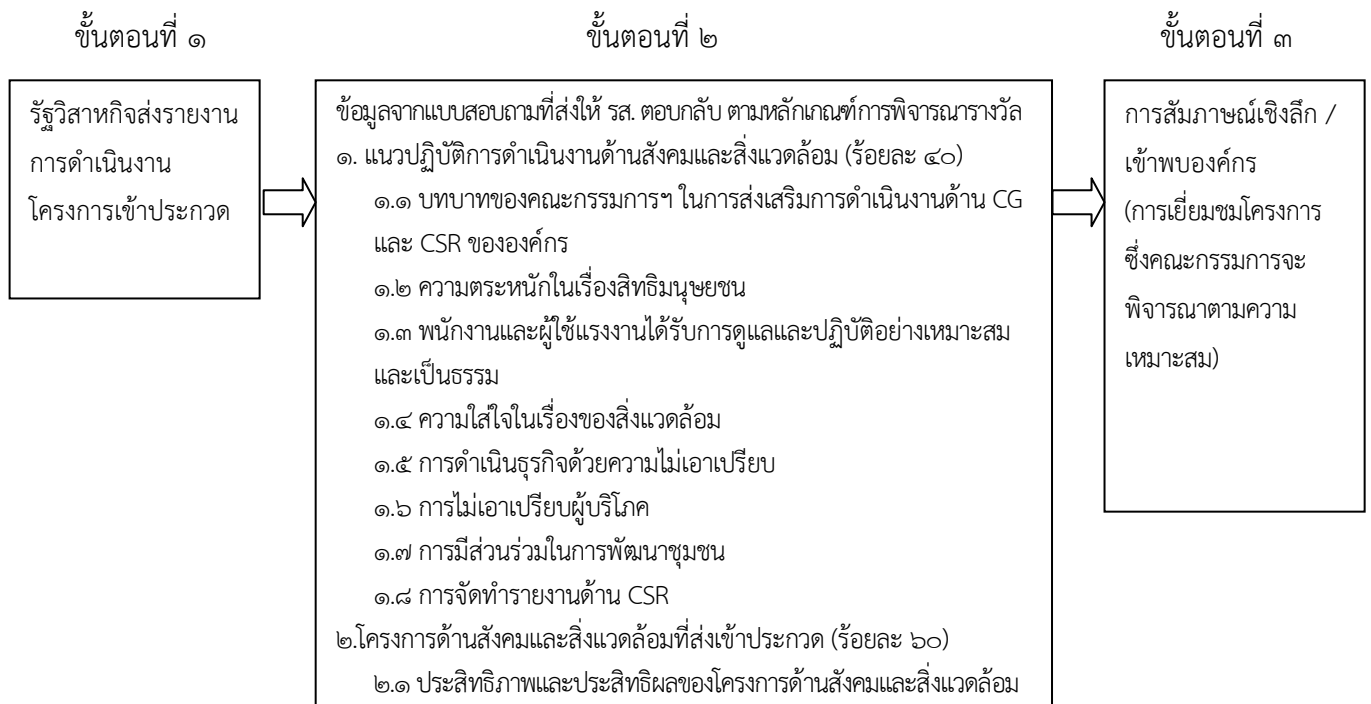 ขั้นตอนที่ ๑
รัฐวิสาหกิจส่งรายงาน
การดำเนินงาน
โครงการเข้าประกวด
ขั้นตอนที่ ๒
ข้อมูลจากแบบสอบถามที่ส่งให้ รส. ตอบกลับ ตามหลักเกณฑ์การพิจารณารางวัล
๑. แนวปฏิบัติการดำเนินงานด้านสังคมและสิ่งแวดล้อม (ร้อยละ ๔๐)
๑.๑ บทบาทของคณะกรรมการฯ ในการส่งเสริมการดำเนินงานด้าน CG
และ CSR ขององค์กร
๑.๒ ความตระหนักในเรื่องสิทธิมนุษยชน
๑.๓ พนักงานและผู้ใช้แรงงานได้รับการดูแลและปฏิบัติอย่างเหมาะสม
และเป็นธรรม
๑.๔ ความใส่ใจในเรื่องของสิ่งแวดล้อม
๑.๕ การดำเนินธุรกิจด้วยความไม่เอาเปรียบ
๑.๖ การไม่เอาเปรียบผู้บริโภค
๑.๗ การมีส่วนร่วมในการพัฒนาชุมชน
๑.๘ การจัดทำรายงานด้าน CSR
๒.โครงการด้านสังคมและสิ่งแวดล้อมที่ส่งเข้าประกวด (ร้อยละ ๖๐)
๒.๑ ประสิทธิภาพและประสิทธิผลของโครงการด้านสังคมและสิ่งแวดล้อม
ขั้นตอนที่ ๓
การสัมภาษณ์เชิงลึก /
เข้าพบองค์กร
(การเยี่ยมชมโครงการ
ซึ่งคณะกรรมการจะ
พิจารณาตามความ
เหมาะสม)